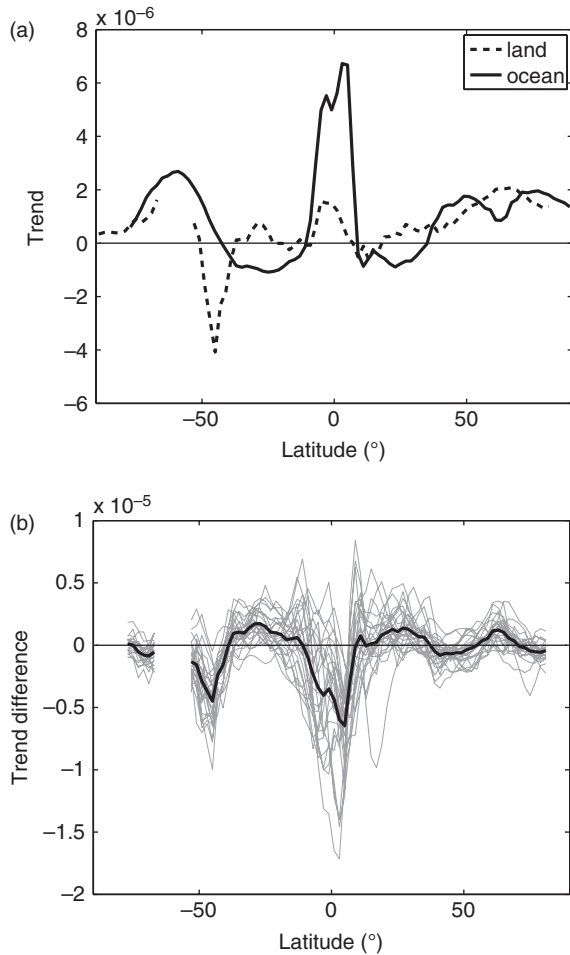 (a)
× 10–6
8
6
4
2
0
–2
–4
–6
Trend
land
ocean
–50
0
50
Latitude (°)
(b)
× 10–5
1
0.5
0
–0.5
–1
–1.5
–2
Trend difference
–50
0
50
Latitude (°)